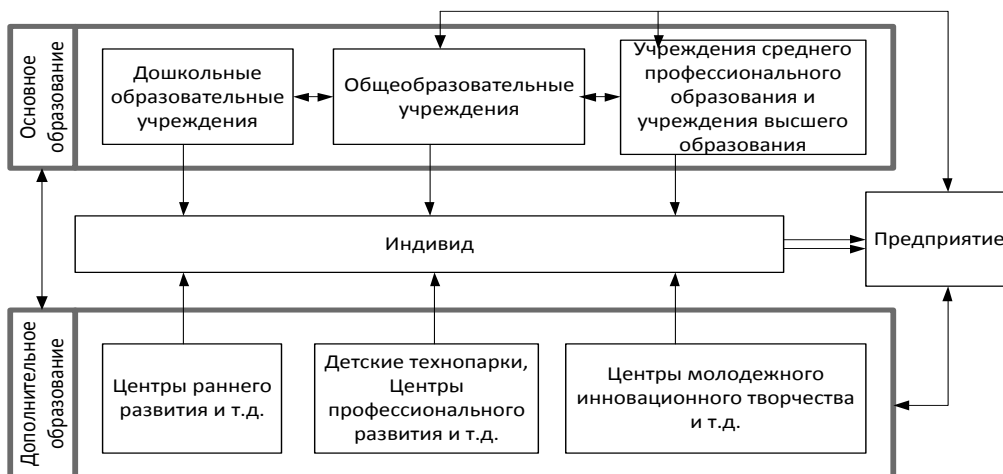 Основное
образование
Дошкольные
образовательные
учреждения
Общеобразовательные
учреждения
Учреждения среднего
профессионального
образования и
учреждения высшего
образования
Индивид
Предприятие
Дополнительное
образование
Центры раннего
развития и т.д.
Детские технопарки,
Центры
профессионального
развития и т.д.
Центры молодежного
инновационного творчества
и т.д.